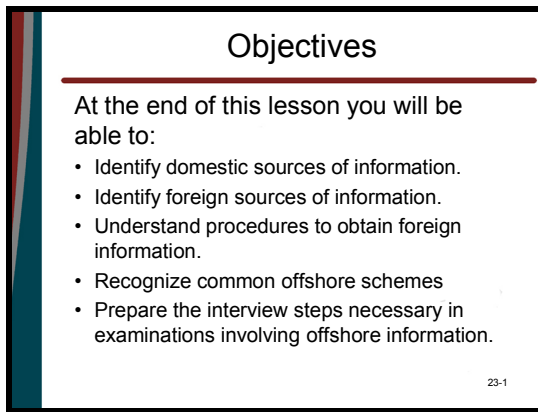 Objectives
At the end of this lesson you will be
able to:
• Identify domestic sources of information.
• Identify foreign sources of information.
• Understand procedures to obtain foreign
information.
• Recognize common offshore schemes
• Prepare the interview steps necessary in
examinations involving offshore information.
23-1